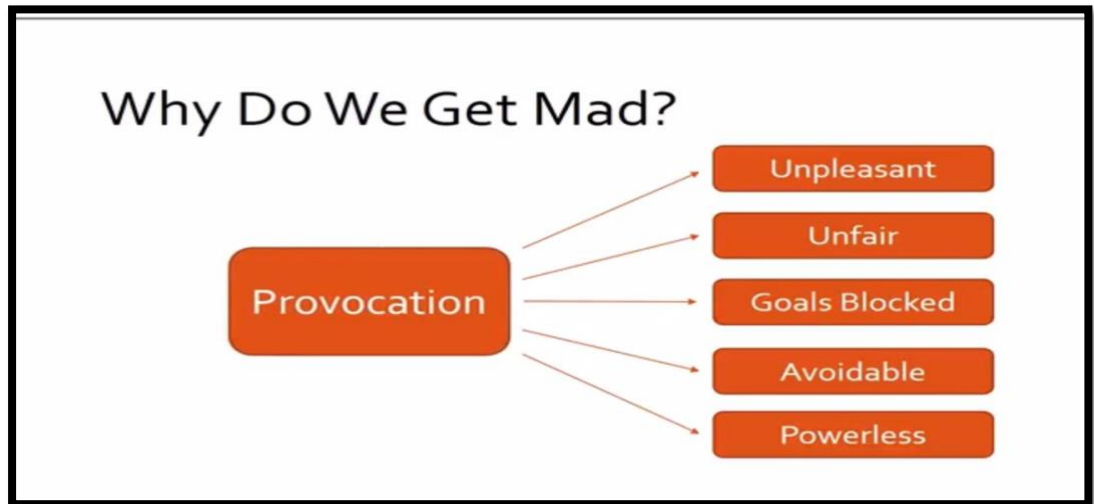 Why Do We Get Mad?
Provocation
Unpleasant
Unfair
Goals Blocked
Avoidable
Powerless